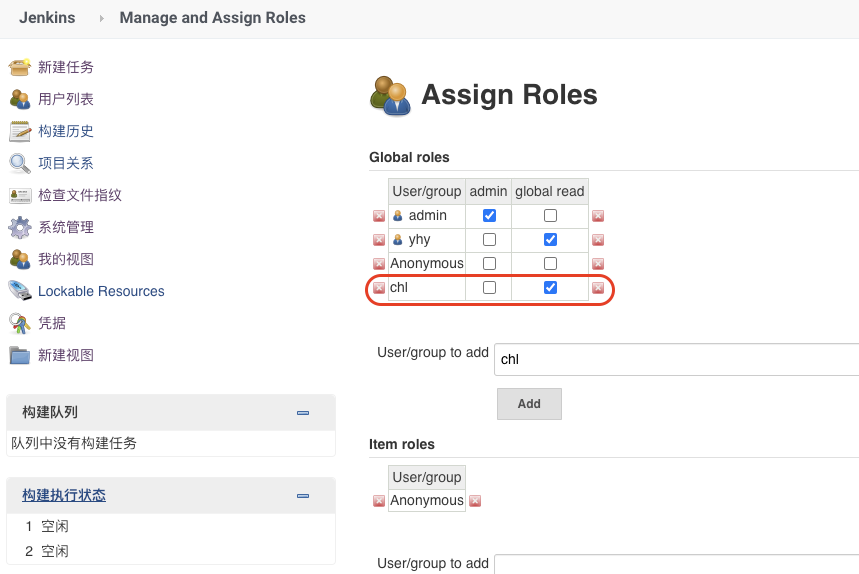 Jenkins › Manage and Assign Roles
新建任务
用户列表
构建历史
项目关系
检查文件指纹
系统管理
我的视图
Lockable Resources
凭据
新建视图
构建队列
队列中没有构建任务
构建执行状态
1 空闲
2 空闲
Assign Roles
Global roles
User/group admin global read
admin
yhy
Anonymous
chl
User/group to add chl
Add
Item roles
User/group
Anonymous
User/group to add